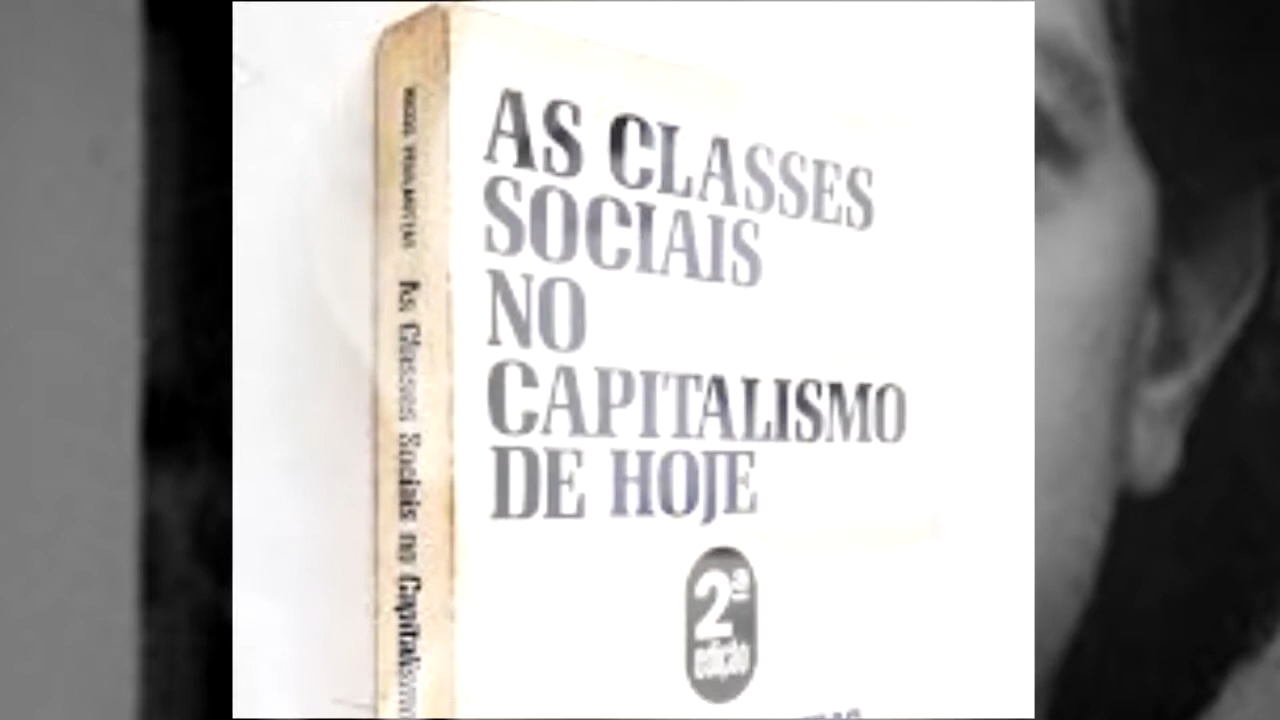 AS CLASSES
SOCIAIS
NO
CAPITALISMO
DE HOJE
2ª
edição
As Classes Sociais no Capitalismo